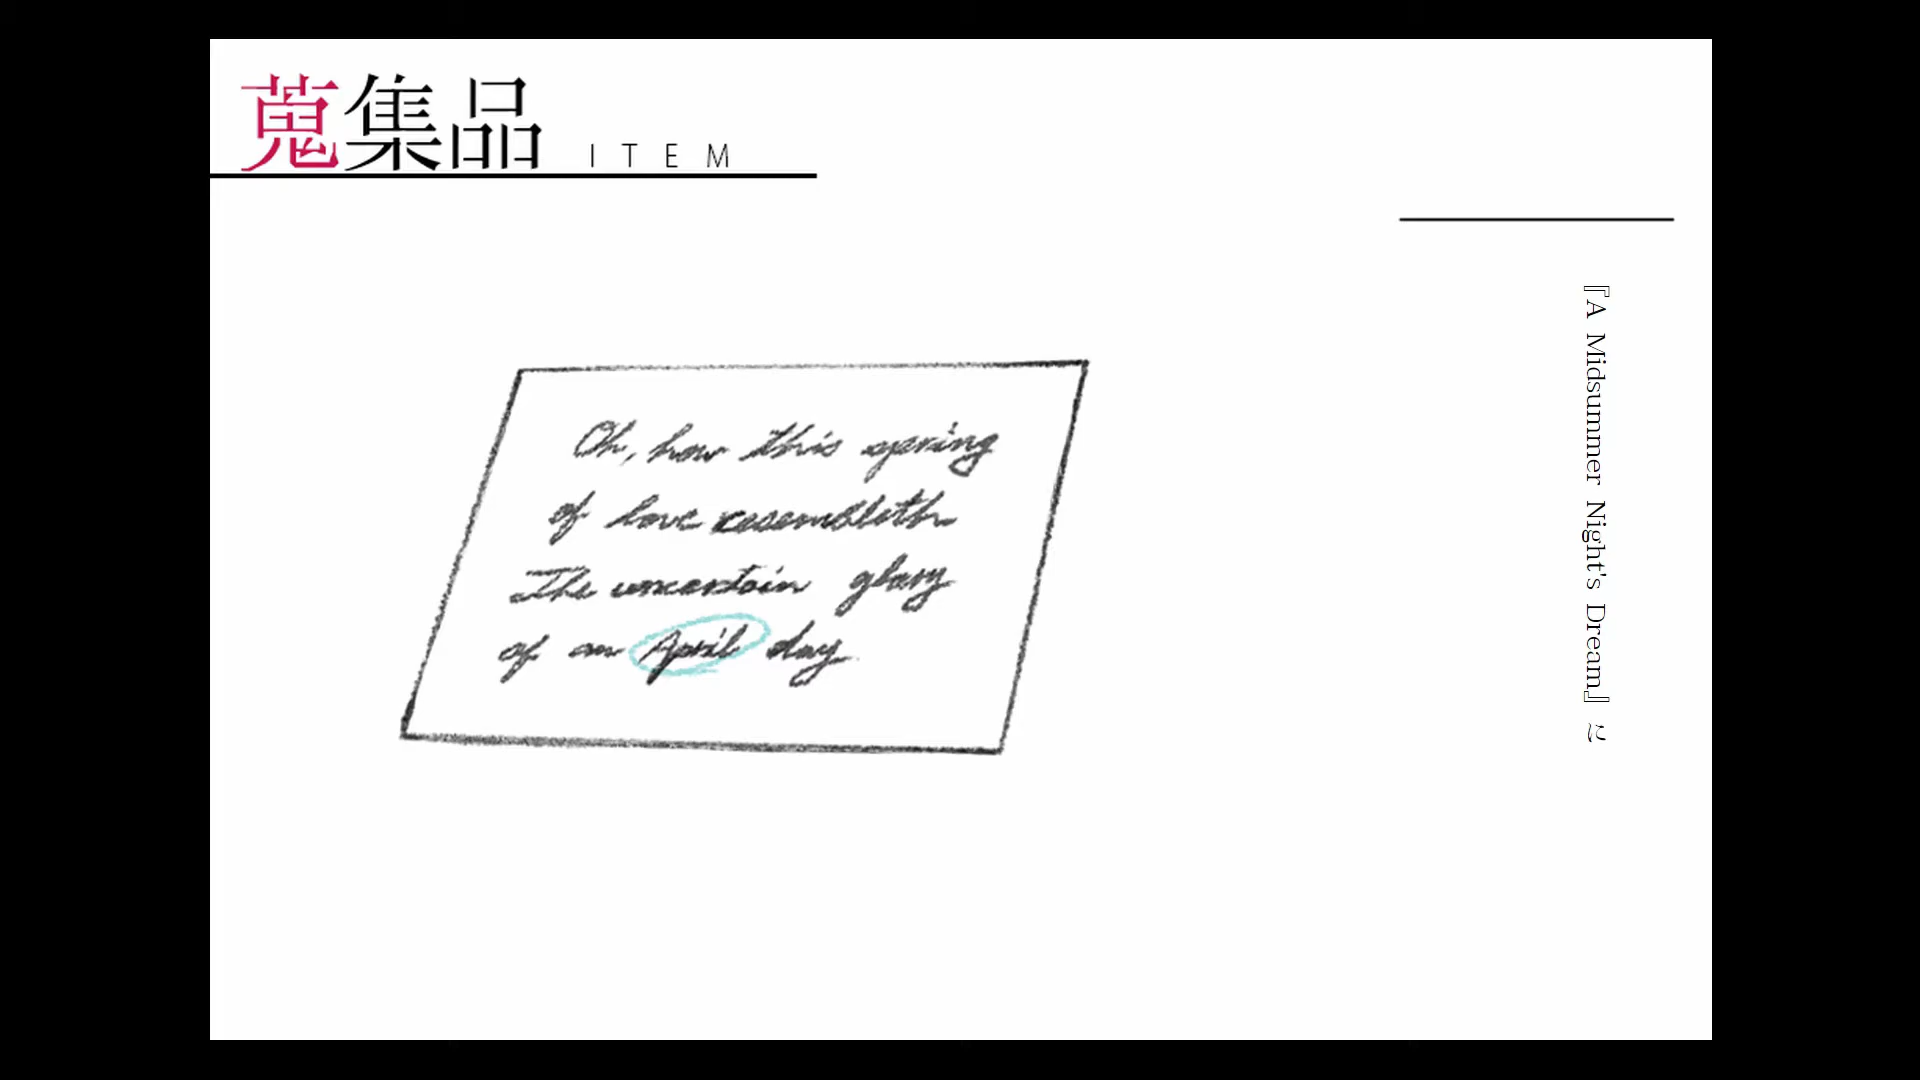 蒐集品 ITEM
『A Midsummer Night's Dream』に
Oh, how this spring
of love resembleth
The uncertain glory
of an April day